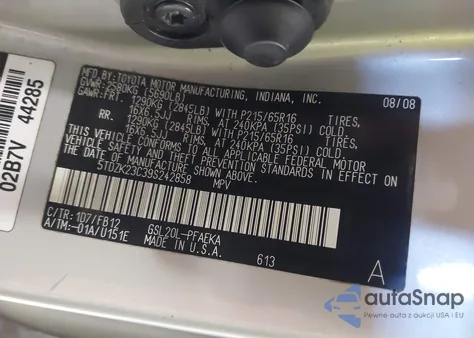 02B7V 44285
MFD.BY:TOYOTA MOTOR MANUFACTURING, INDIANA, INC. 08/08
GVWR: 2580KG (5690LB)
GAWR: FRT. 1290KG (2845LB) WITH P215/65R16 TIRES,
16X6.5JJ RIMS, AT 240KPA (35PSI) COLD.
RR. 1290KG (2845LB) WITH P215/65R16 TIRES,
16X6.5JJ RIMS, AT 240KPA (35PSI) COLD.
THIS VEHICLE CONFORMS TO ALL APPLICABLE FEDERAL MOTOR
VEHICLE SAFETY STANDARDS IN EFFECT ON THE DATE OF
MANUFACTURE SHOWN ABOVE.
5TDZK23C39S242858 MPV
C/TR: 1D7/FB12 GSL20L-PFAEKA
A/TM:-01A/U151E MADE IN U.S.A. 613 A
autoSnap
Pewne auta z aukcji USA i EU